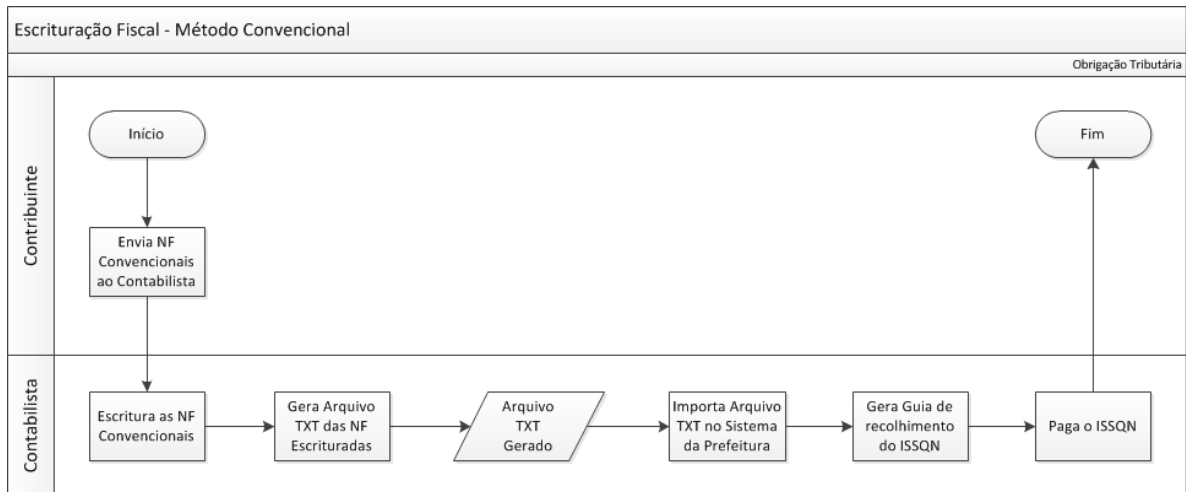 Escrituração Fiscal - Método Convencional
Obrigação Tributária
Contribuinte
Início
Fim
Envia NF
Convencionais
ao Contabilista
Contabilista
Escritura as NF
Convencionais
Gera Arquivo
TXT das NF
Escrituradas
Arquivo
TXT
Gerado
Importa Arquivo
TXT no Sistema
da Prefeitura
Gera Guia de
recolhimento
do ISSQN
Paga o ISSQN